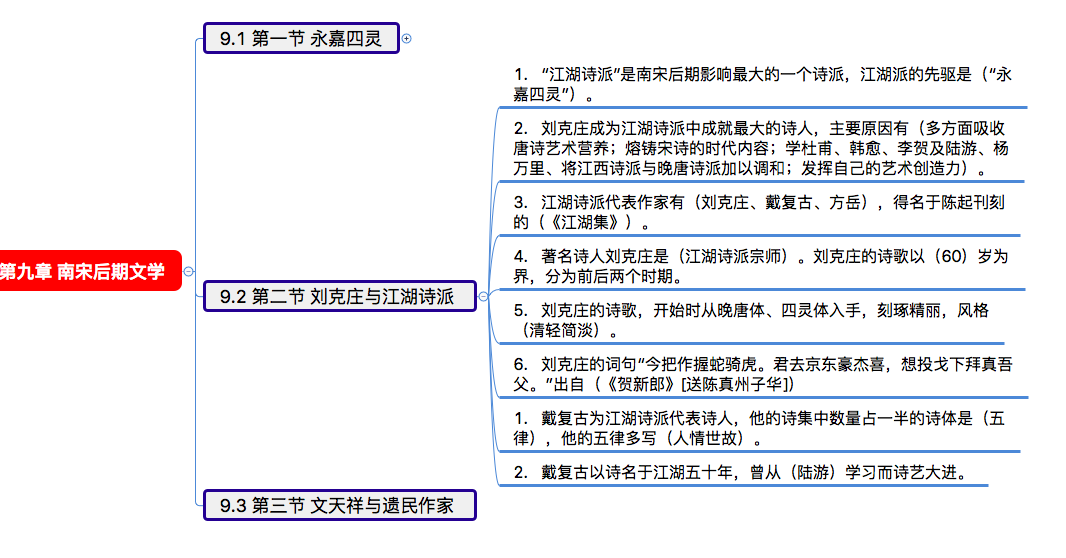 9.1 第一节 永嘉四灵
1. “江湖诗派”是南宋后期影响最大的一个诗派，江湖派的先驱是（“永
嘉四灵”）。
2. 刘克庄成为江湖诗派中成就最大的诗人，主要原因有（多方面吸收
唐诗艺术营养；熔铸宋诗的时代内容；学杜甫、韩愈、李贺及陆游、杨
万里、将江西诗派与晚唐诗派加以调和；发挥自己的艺术创造力）。
3. 江湖诗派代表作家有（刘克庄、戴复古、方岳），得名于陈起刊刻
的（《江湖集》）。
4. 著名诗人刘克庄是（江湖诗派宗师）。刘克庄的诗歌以（60）岁为
界，分为前后两个时期。
第九章 南宋后期文学
9.2 第二节 刘克庄与江湖诗派
5. 刘克庄的诗歌，开始时从晚唐体、四灵体入手，刻琢精丽，风格
（清轻简淡）。
6. 刘克庄的词句“今把作握蛇骑虎。君去京东豪杰喜，想投戈下拜真吾
父。”出自（《贺新郎》[送陈真州子华]）
1. 戴复古为江湖诗派代表诗人，他的诗集中数量占一半的诗体是（五
律），他的五律多写（人情世故）。
2. 戴复古以诗名于江湖五十年，曾从（陆游）学习而诗艺大进。
9.3 第三节 文天祥与遗民作家